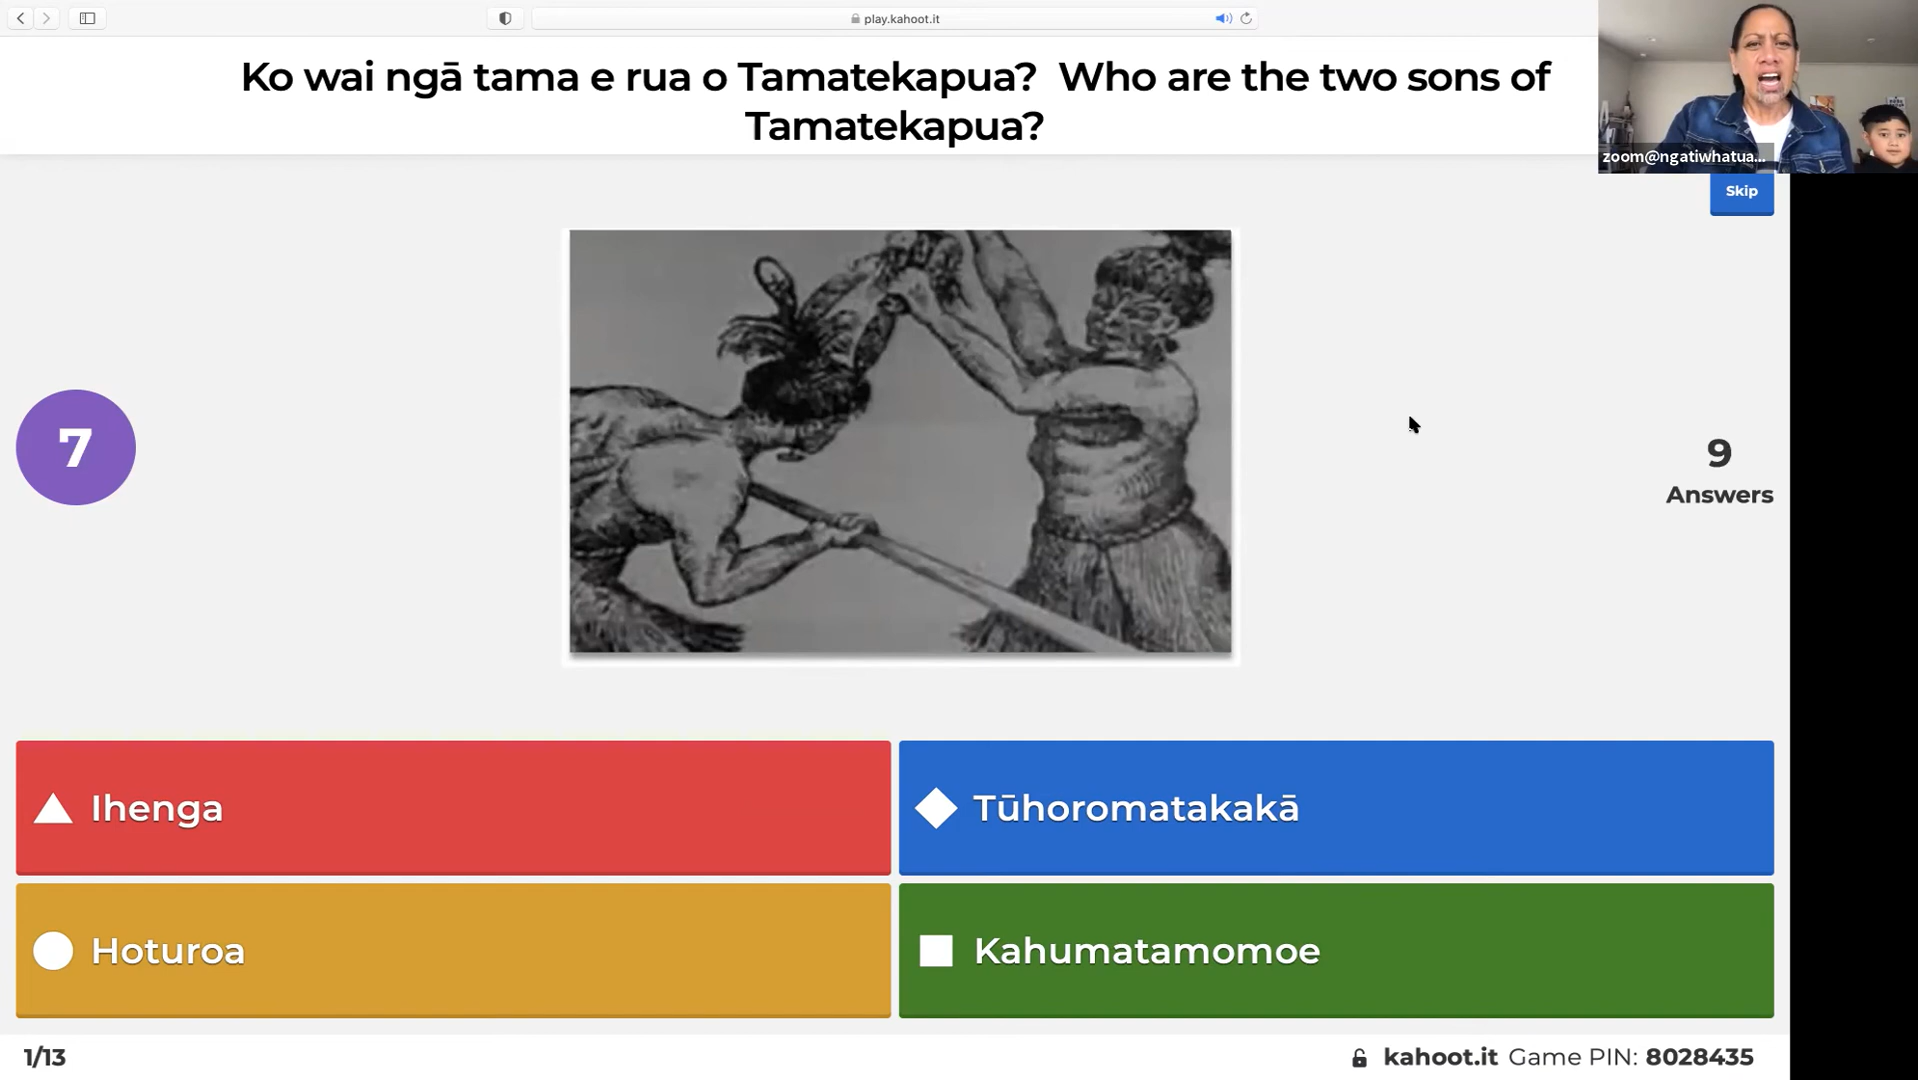 play.kahoot.it
Ko wai ngā tama e rua o Tamatekapua?  Who are the two sons of
Tamatekapua?
zoom@ngatiwhatua...
Skip
7
9
Answers
Ihenga
Tūhoromatakakā
Hoturoa
Kahumatamomoe
1/13
kahoot.it Game PIN: 8028435